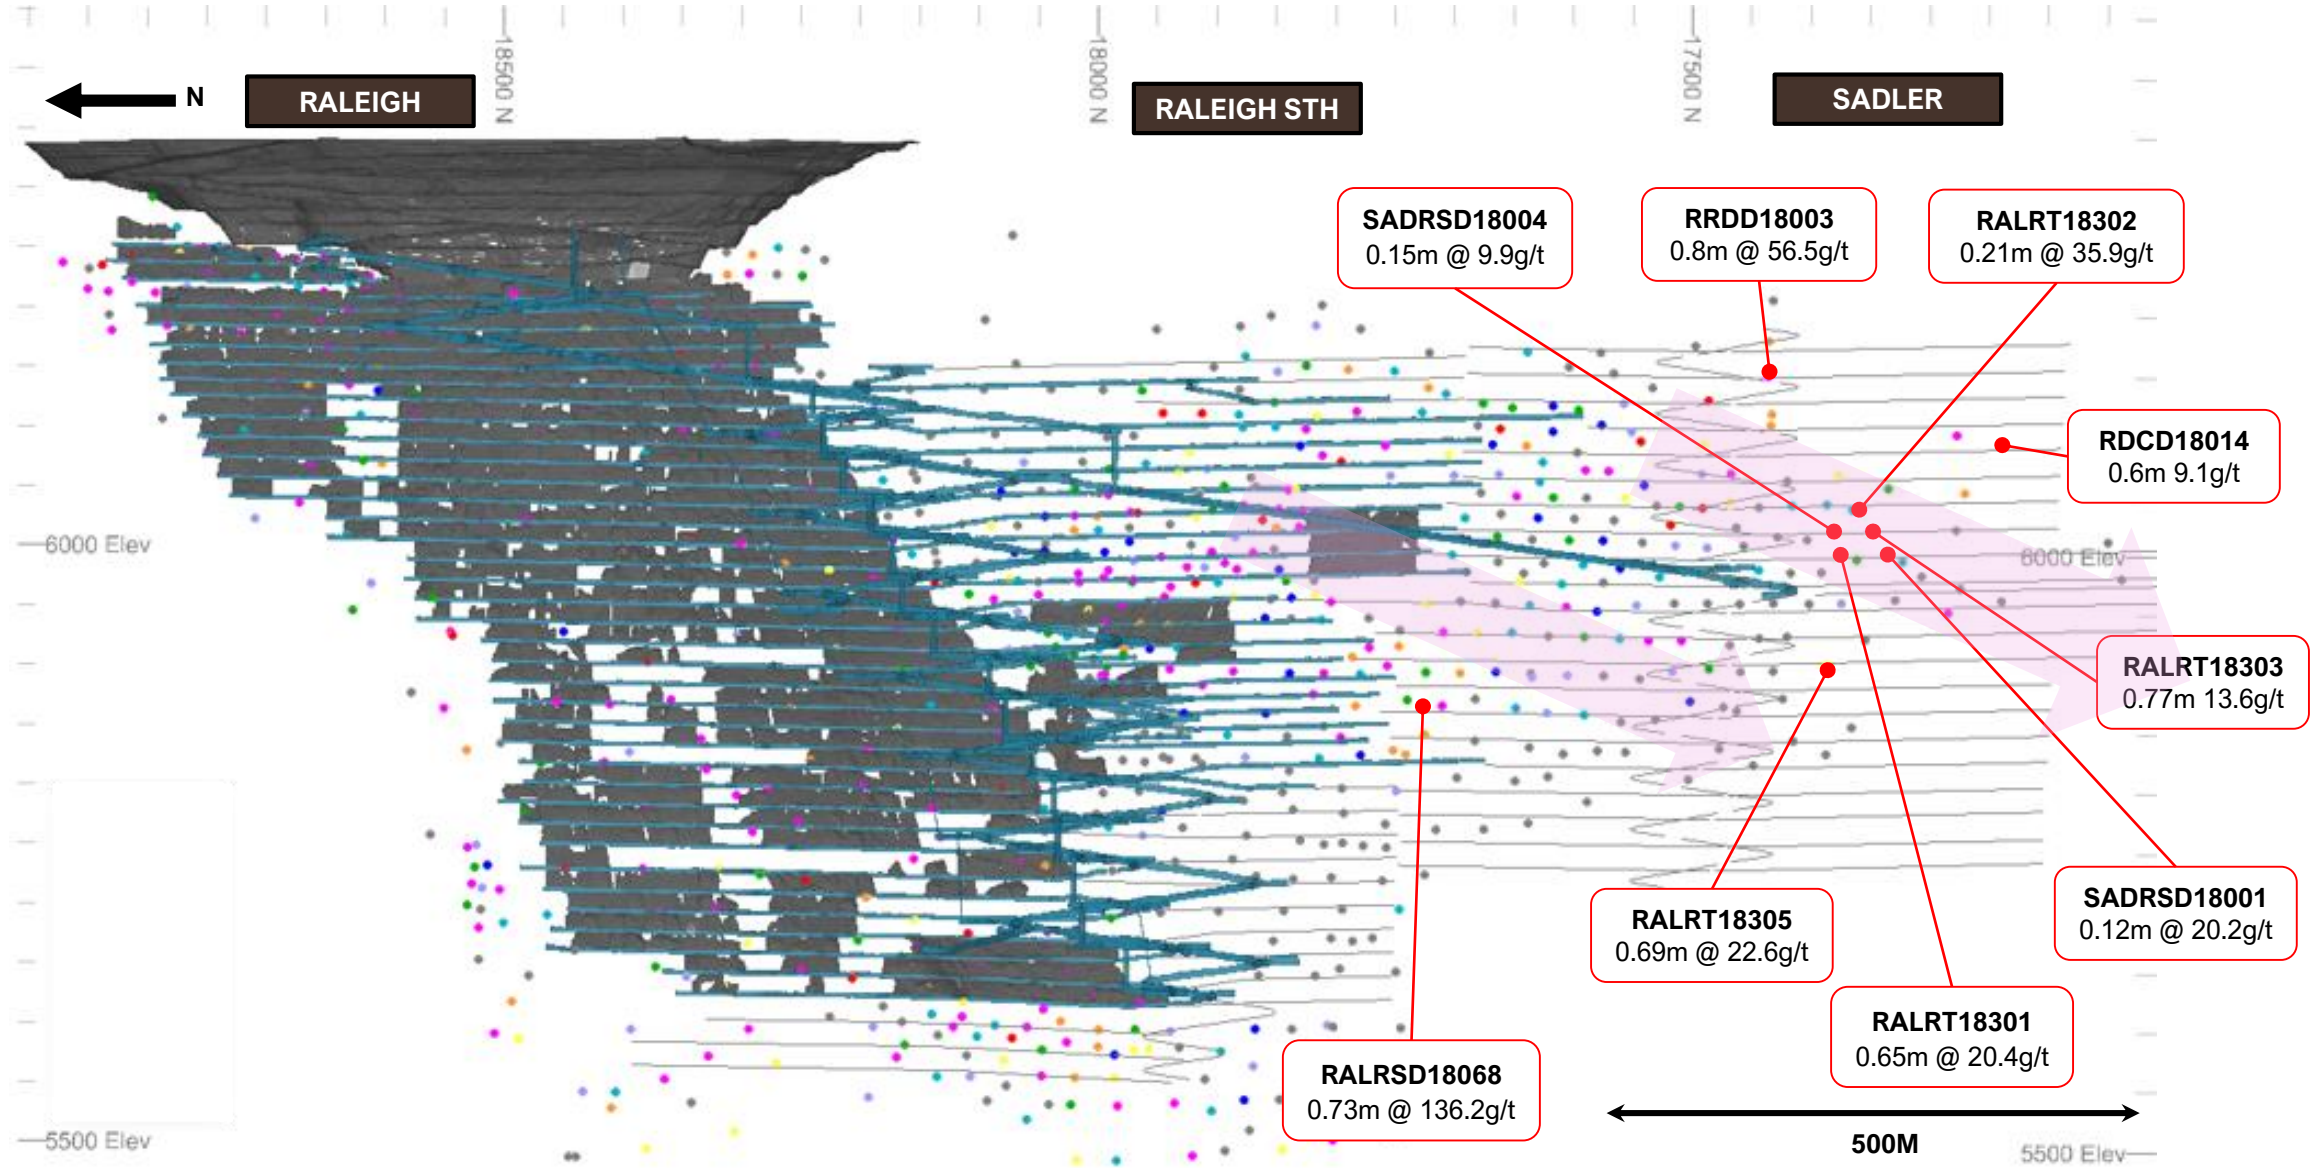 18500 N
18000 N
17500 N
N
RALEIGH
RALEIGH STH
SADLER
SADRSD18004
0.15m @ 9.9g/t
RRDD18003
0.8m @ 56.5g/t
RALRT18302
0.21m @ 35.9g/t
RDCD18014
0.6m 9.1g/t
6000 Elev
6000 Elev
RALRT18303
0.77m 13.6g/t
SADRSD18001
0.12m @ 20.2g/t
RALRT18305
0.69m @ 22.6g/t
RALRT18301
0.65m @ 20.4g/t
RALRSD18068
0.73m @ 136.2g/t
500M
5500 Elev
5500 Elev